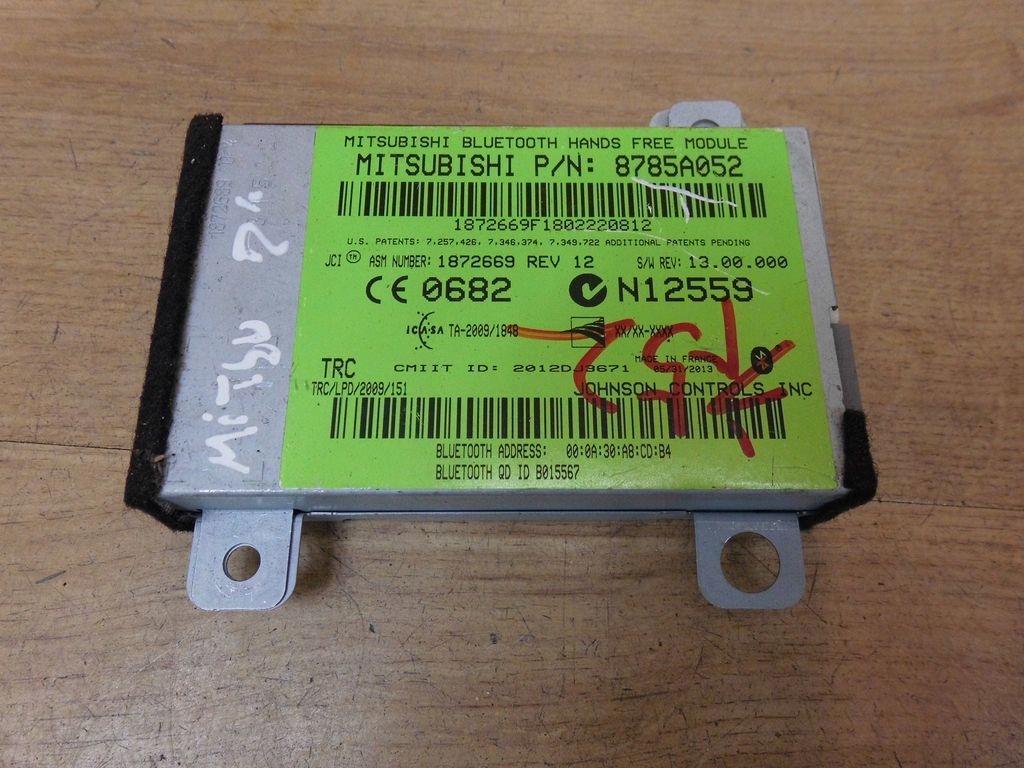 MITSUBISHI BLUETOOTH HANDS FREE MODULE
MITSUBISHI P/N: 8785A052
1872669F1802220812
U.S. PATENTS: 7,257,426, 7,346,374, 7,349,722 ADDITIONAL PATENTS PENDING
JCI TM ASM NUMBER: 1872669 REV 12 S/W REV: 13.00.000
CE 0682 N12559
ICASA TA-2009/1848 XX/XX-XXXX
MADE IN FRANCE
05/31/2013
TRC CMIIT ID: 2012DJ3671
TRC/LPD/2009/151 JOHNSON CONTROLS, INC
BLUETOOTH ADDRESS: 00:0A:30:A8:CD:B4
BLUETOOTH QD ID B015567